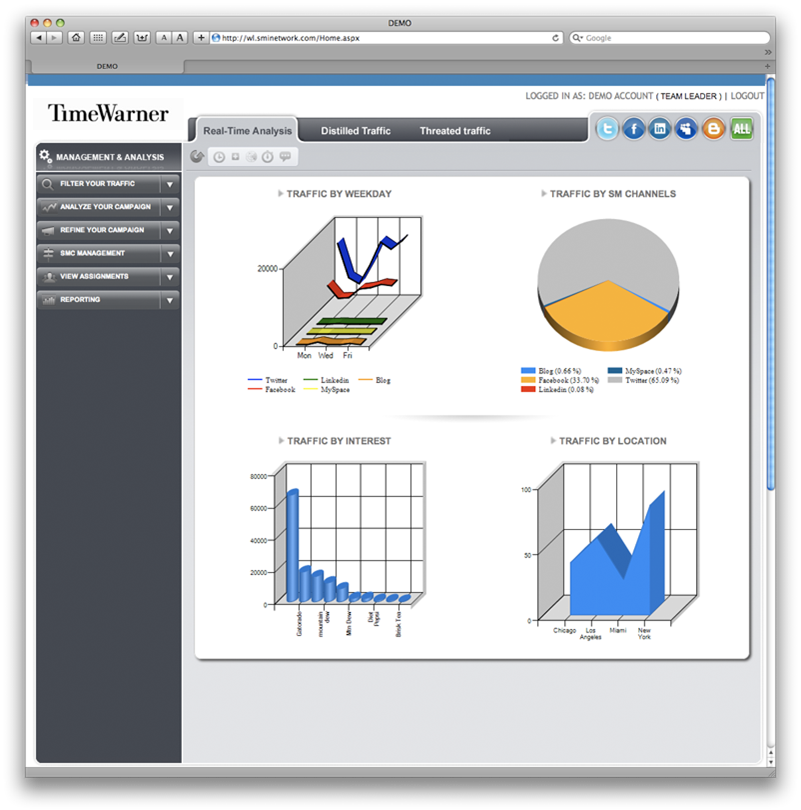 DEMO
http://wl.sminetwork.com/Home.aspx
Google
DEMO
LOGGED IN AS: DEMO ACCOUNT ( TEAM LEADER ) | LOGOUT
TimeWarner
Real-Time Analysis
Distilled Traffic
Threated traffic
ALL
MANAGEMENT & ANALYSIS
FILTER YOUR TRAFFIC
ANALYZE YOUR CAMPAIGN
REFINE YOUR CAMPAIGN
SMC MANAGEMENT
VIEW ASSIGNMENTS
REPORTING
TRAFFIC BY WEEKDAY
20000
0
Mon Wed Fri
Twitter Linkedin Blog
Facebook MySpace
TRAFFIC BY SM CHANNELS
Blog (0.66 %) MySpace (0.47 %)
Facebook (33.70 %) Twitter (65.09 %)
Linkedin (0.08 %)
TRAFFIC BY INTEREST
80000
60000
40000
20000
0
Gatorade
mountain
dew
Mtn Dew
Diet
Pepsi
Brisk Tea
TRAFFIC BY LOCATION
100
50
0
Chicago
Los
Angeles
Miami
New
York